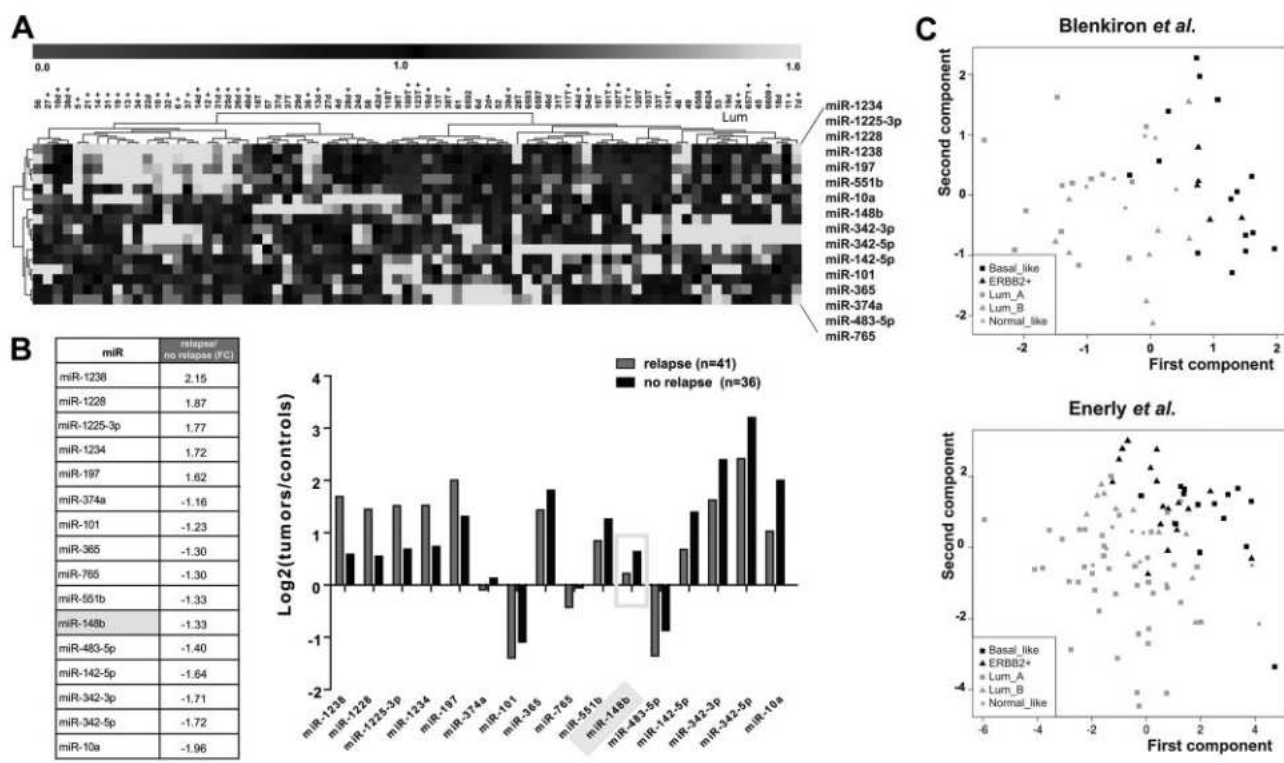 A
0.0
1.0
1.6
Lum
miR-1234
miR-1225-3p
miR-1228
miR-1238
miR-197
miR-551b
miR-10a
miR-148b
miR-342-3p
miR-342-5p
miR-142-5p
miR-101
miR-365
miR-374a
miR-483-5p
miR-765
B
miR relapse/
no relapse (FC)
miR-1238 2.15
miR-1228 1.87
miR-1225-3p 1.77
miR-1234 1.72
miR-197 1.62
miR-374a -1.16
miR-101 -1.23
miR-365 -1.30
miR-765 -1.30
miR-551b -1.33
miR-148b -1.33
miR-483-5p -1.40
miR-142-5p -1.64
miR-342-3p -1.71
miR-342-5p -1.72
miR-10a -1.96
relapse (n=41)
no relapse (n=36)
Log2(tumors/controls)
4
3
2
1
0
-1
-2
miR-1238
miR-1228
miR-1225-3p
miR-1234
miR-197
miR-374a
miR-101
miR-365
miR-765
miR-551b
miR-148b
miR-483-5p
miR-142-5p
miR-342-3p
miR-342-5p
miR-10a
C
Blenkiron et al.
Second component
2
1
0
-1
-2
Basal_like
ERBB2+
Lum_A
Lum_B
Normal_like
-2 -1 0 1 2
First component
Enerly et al.
Second component
2
0
-2
-4
Basal_like
ERBB2+
Lum_A
Lum_B
Normal_like
-6 -4 -2 0 2 4
First component